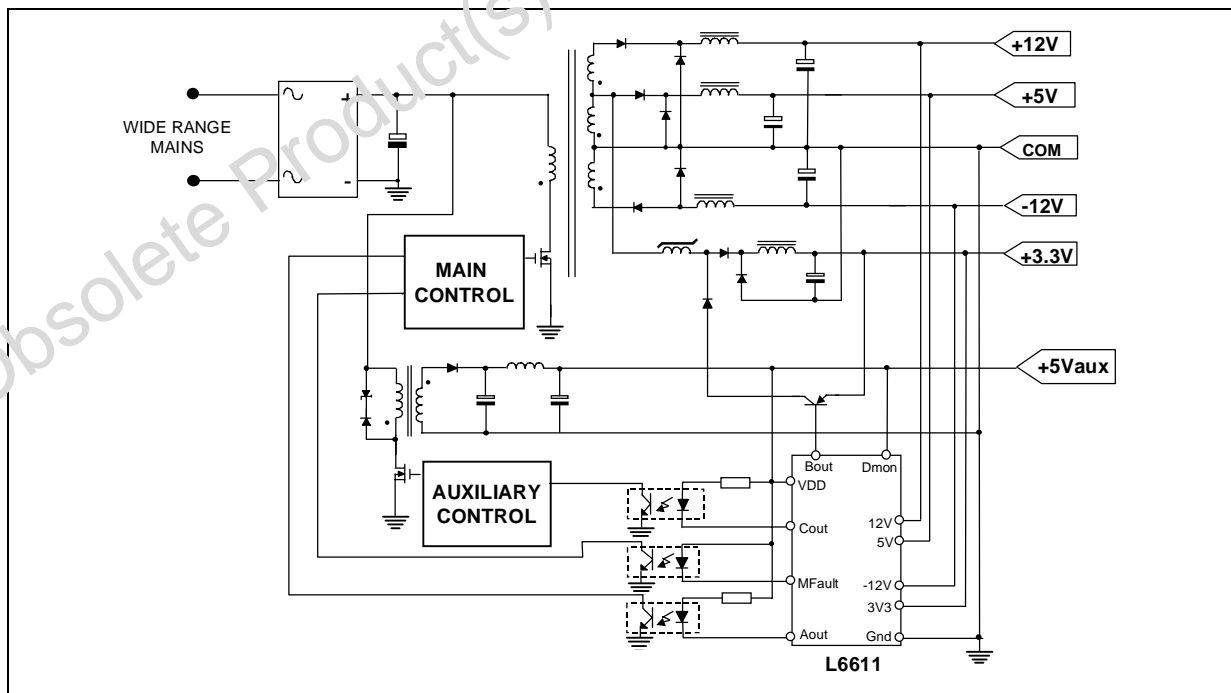 Obsolete Product(s)
+12V
+5V
WIDE RANGE
MAINS
+
-
COM
-12V
+3.3V
MAIN
CONTROL
+5Vaux
AUXILIARY
CONTROL
Bout
Dmon
VDD
Cout
12V
5V
MFault
-12V
3V3
Aout
Gnd
L6611